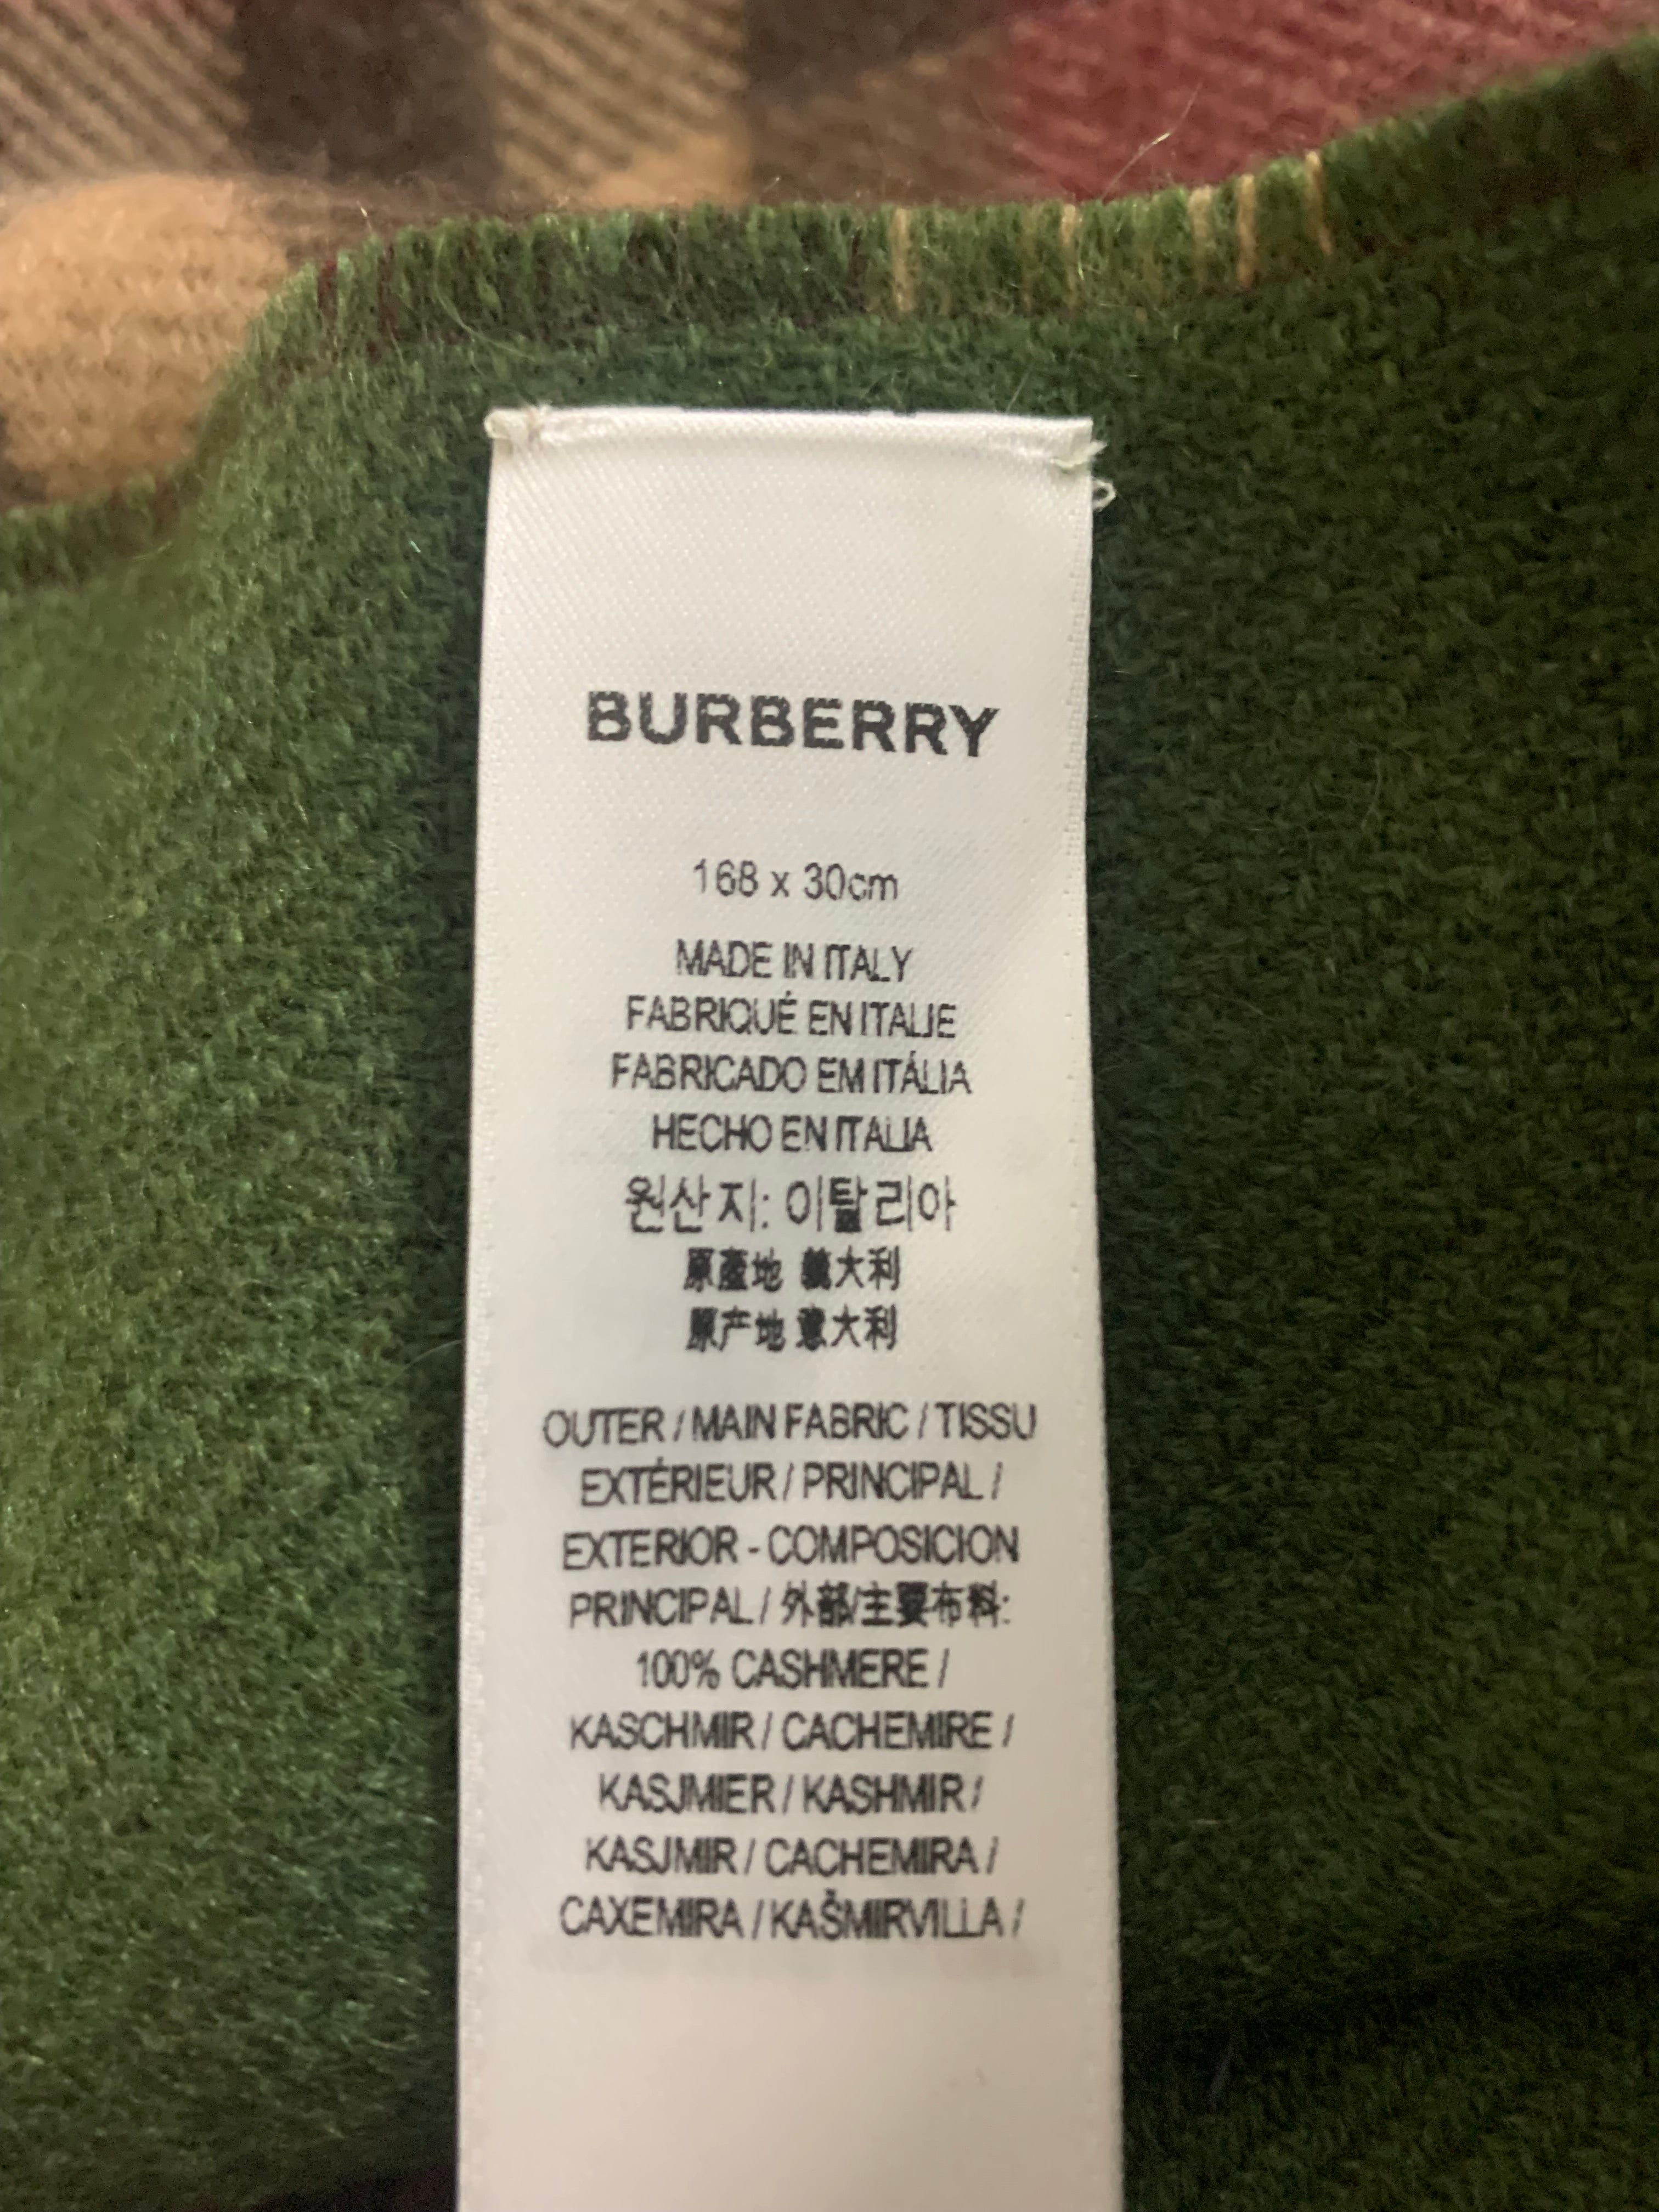 BURBERRY
168 x 30cm
MADE IN ITALY
FABRIQUÉ EN ITALIE
FABRICADO EM ITÁLIA
HECHO EN ITALIA
원산지: 이탈리아
原產地 義大利
原产地 意大利
OUTER / MAIN FABRIC / TISSU
EXTÉRIEUR / PRINCIPAL /
EXTERIOR - COMPOSICION
PRINCIPAL / 外部/主要布料:
100% CASHMERE /
KASCHMIR / CACHEMIRE /
KASJMIER / KASHMIR /
KASJMIR / CACHEMIRA /
CAXEMIRA / KAŠMIRVILLA /